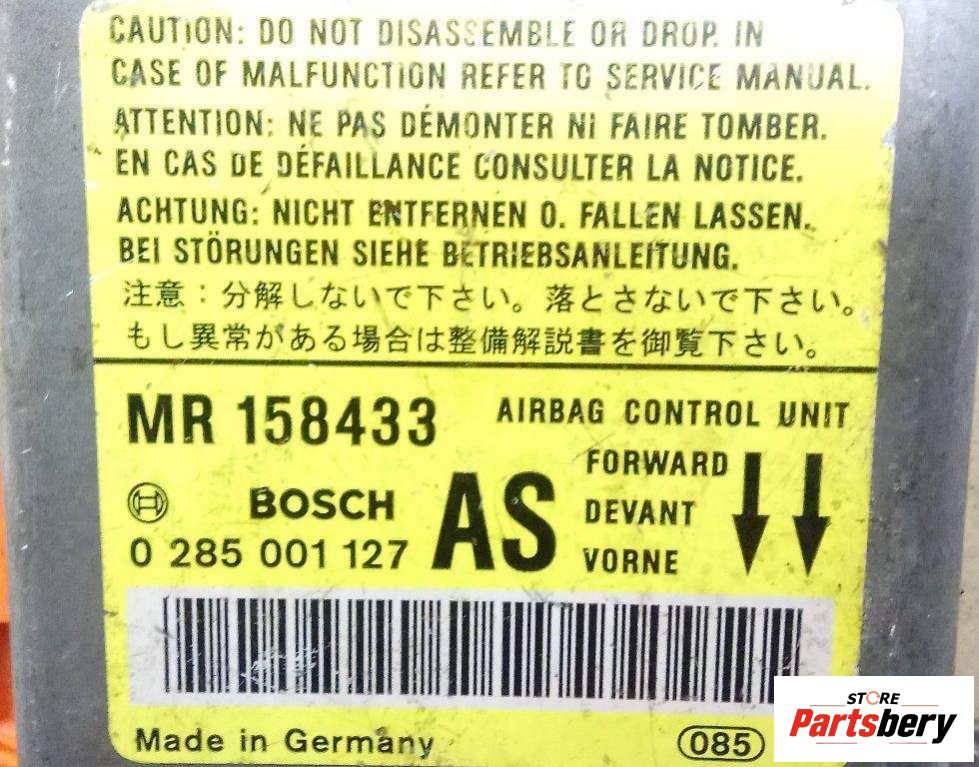 CAUTION: DO NOT DISASSEMBLE OR DROP. IN
CASE OF MALFUNCTION REFER TO SERVICE MANUAL.
ATTENTION: NE PAS DÉMONTER NI FAIRE TOMBER.
EN CAS DE DÉFAILLANCE CONSULTER LA NOTICE.
ACHTUNG: NICHT ENTFERNEN O. FALLEN LASSEN.
BEI STÖRUNGEN SIEHE BETRIEBSANLEITUNG.
注意：分解しないで下さい。落とさないで下さい。
もし異常がある場合は整備解説書を御覧下さい。
MR 158433
AIRBAG CONTROL UNIT
BOSCH
0 285 001 127
AS
FORWARD
DEVANT
VORNE
Made in Germany
085
STORE
Partsbery